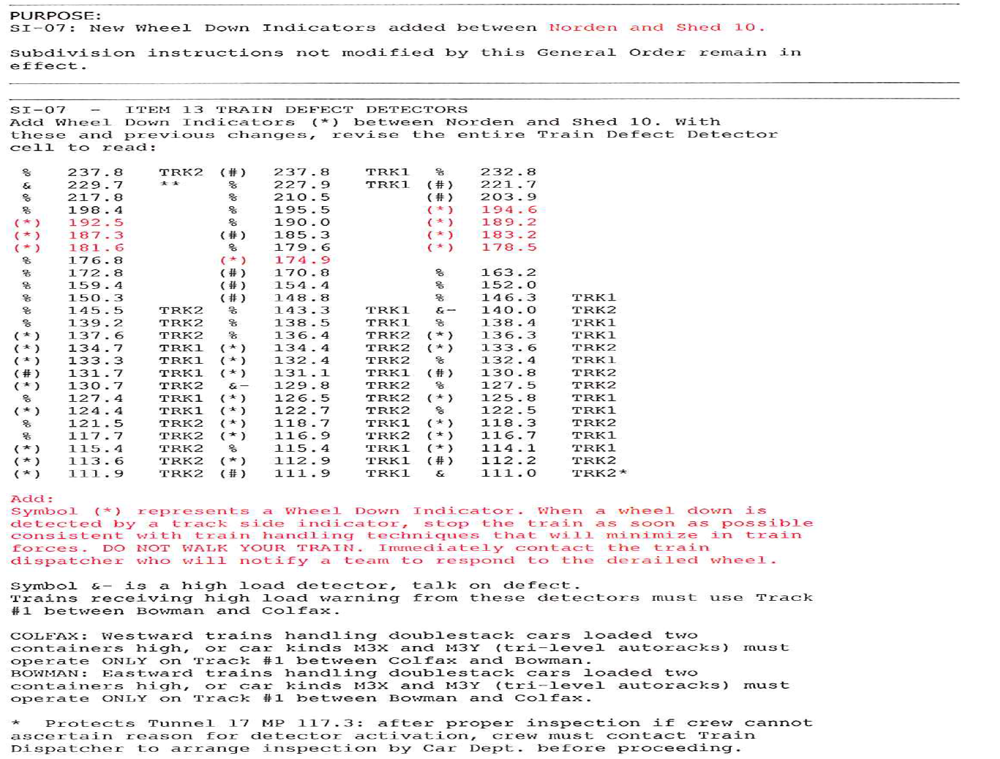 PURPOSE:
SI-07: New Wheel Down Indicators added between Norden and Shed 10.
Subdivision instructions not modified by this General Order remain in
effect.
SI-07 - ITEM 13 TRAIN DEFECT DETECTORS
Add Wheel Down Indicators (*) between Norden and Shed 10. With
these and previous changes, revise the entire Train Defect Detector
cell to read:
% 237.8 TRK2 (#) 237.8 TRK1 % 232.8
& 229.7 ** % 227.9 TRK1 (#) 221.7
% 217.8 % 210.5 (#) 203.9
% 198.4 % 195.5 (*) 194.6
(*) 192.5 % 190.0 (*) 189.2
(*) 187.3 (#) 185.3 (*) 183.2
(*) 181.6 % 179.6 (*) 178.5
% 176.8 (*) 174.9
% 172.8 (#) 170.8 % 163.2
% 159.4 (#) 154.4 % 152.0
% 150.3 (#) 148.8 % 146.3 TRK1
% 145.5 TRK2 % 143.3 TRK1 &- 140.0 TRK2
% 139.2 TRK2 % 138.5 TRK1 % 138.4 TRK1
(*) 137.6 TRK2 % 136.4 TRK2 (*) 136.3 TRK1
(*) 134.7 TRK1 (*) 134.4 TRK2 (*) 133.6 TRK2
(*) 133.3 TRK1 (*) 132.4 TRK2 % 132.4 TRK1
(#) 131.7 TRK1 (*) 131.1 TRK1 (#) 130.8 TRK2
(*) 130.7 TRK2 &- 129.8 TRK2 % 127.5 TRK2
% 127.4 TRK1 (*) 126.5 TRK2 (*) 125.8 TRK1
(*) 124.4 TRK1 (*) 122.7 TRK2 % 122.5 TRK1
% 121.5 TRK2 (*) 118.7 TRK1 (*) 118.3 TRK2
% 117.7 TRK2 (*) 116.9 TRK2 (*) 116.7 TRK1
(*) 115.4 TRK2 % 115.4 TRK1 (*) 114.1 TRK1
(*) 113.6 TRK2 (*) 112.9 TRK1 (#) 112.2 TRK2
(*) 111.9 TRK2 (#) 111.9 TRK1 & 111.0 TRK2*
Add:
Symbol (*) represents a Wheel Down Indicator. When a wheel down is
detected by a track side indicator, stop the train as soon as possible
consistent with train handling techniques that will minimize in train
forces. DO NOT WALK YOUR TRAIN. Immediately contact the train
dispatcher who will notify a team to respond to the derailed wheel.
Symbol &- is a high load detector, talk on defect.
Trains receiving high load warning from these detectors must use Track
#1 between Bowman and Colfax.
COLFAX: Westward trains handling doublestack cars loaded two
containers high, or car kinds M3X and M3Y (tri-level autoracks) must
operate ONLY on Track #1 between Colfax and Bowman.
BOWMAN: Eastward trains handling doublestack cars loaded two
containers high, or car kinds M3X and M3Y (tri-level autoracks) must
operate ONLY on Track #1 between Bowman and Colfax.
* Protects Tunnel 17 MP 117.3: after proper inspection if crew cannot
ascertain reason for detector activation, crew must contact Train
Dispatcher to arrange inspection by Car Dept. before proceeding.